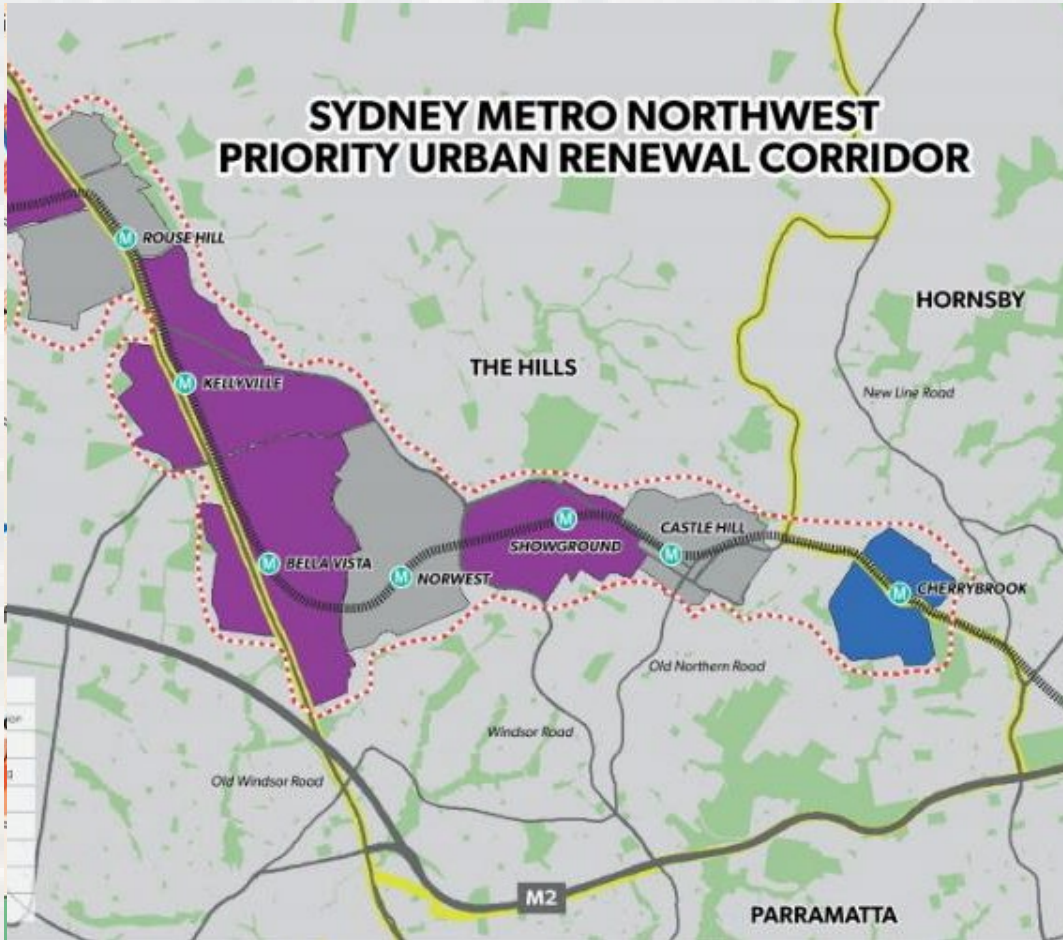 SYDNEY METRO NORTHWEST
PRIORITY URBAN RENEWAL CORRIDOR
M ROUSE HILL
HORNSBY
THE HILLS
M KELLYVILLE
New Line Road
M
CASTLE HILL
SHOWGROUND
M
M BELLA VISTA
M NORWEST
M CHERRYBROOK
Old Northern Road
Windsor Road
Old Windsor Road
M2
PARRAMATTA